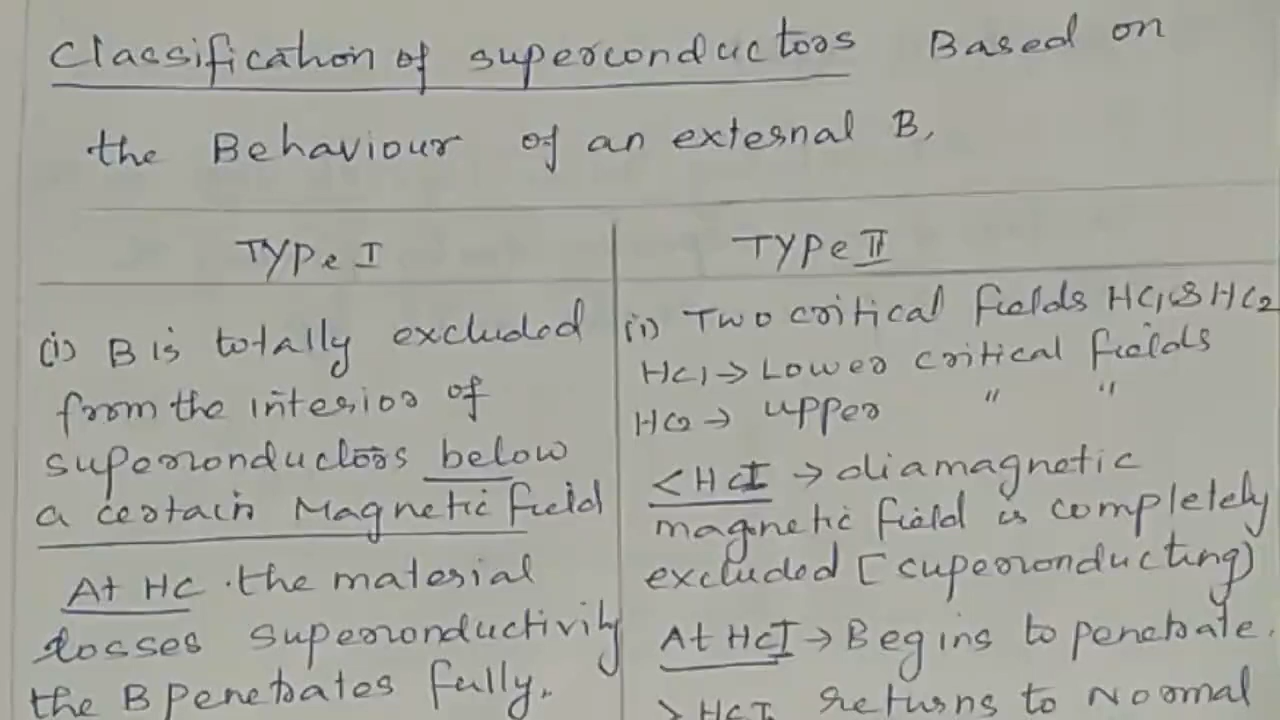 Classification of superconductors Based on
the Behaviour of an external B,
TYPe I
(i) B is totally excluded
from the interior of
superconductors below
a certain Magnetic field
At HC the material
losses superconductivity
the B Penetrates fully.
TYPe II
(i) Two critical fields HC1 & HC2
HC1 → Lower critical fields
HC2 → upper " "
<HCI → diamagnetic
magnetic field is completely
excluded [superconducting)
At HCI → Begins to penetrate.
>HCI returns to Normal